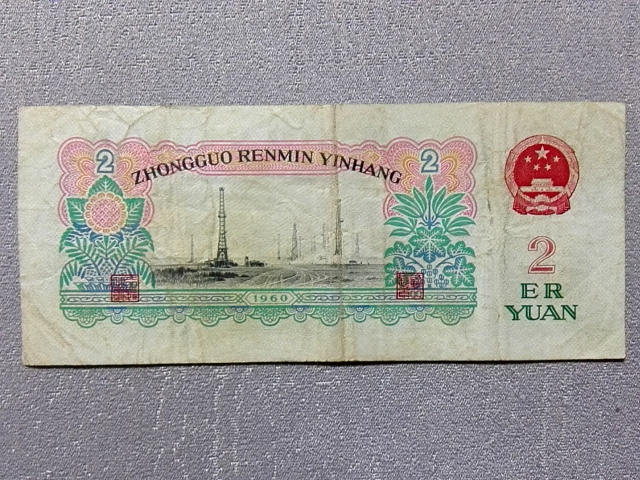 2
ZHONGGUO RENMIN YINHANG
2
1960
2
ER
YUAN